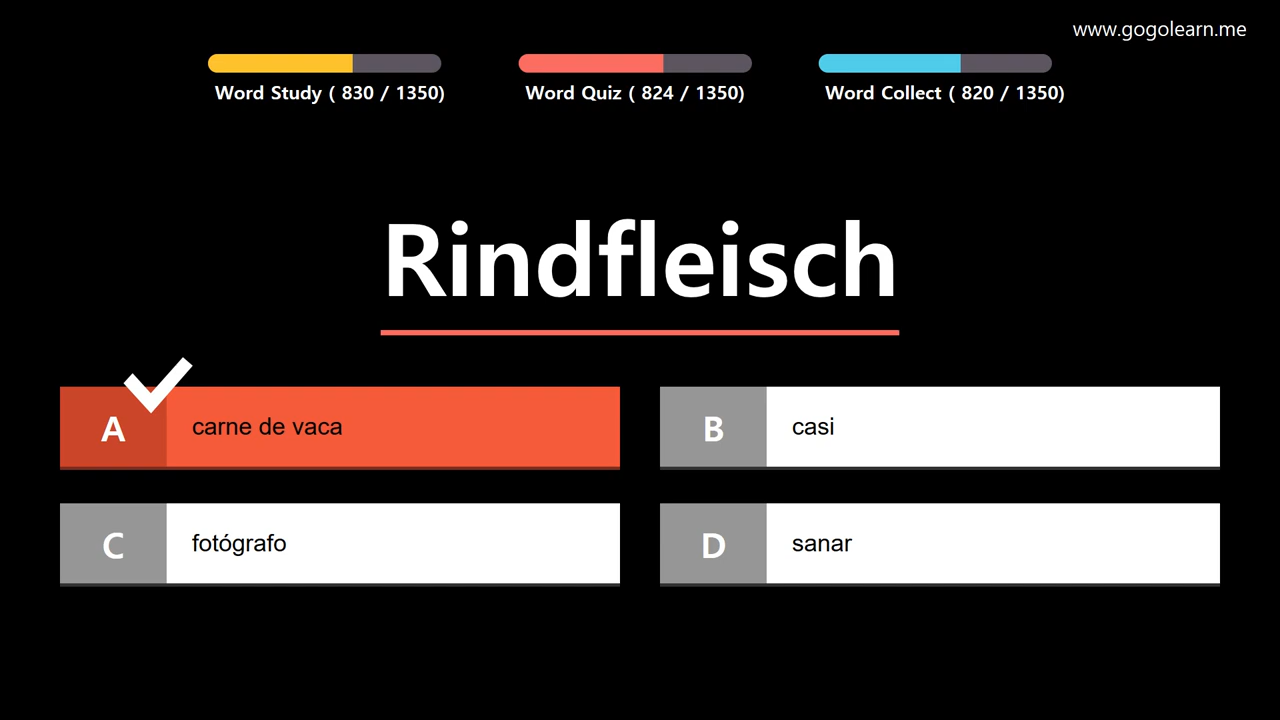 www.gogolearn.me
Word Study ( 830 / 1350)
Word Quiz ( 824 / 1350)
Word Collect ( 820 / 1350)
Rindfleisch
A
carne de vaca
B
casi
C
fotógrafo
D
sanar